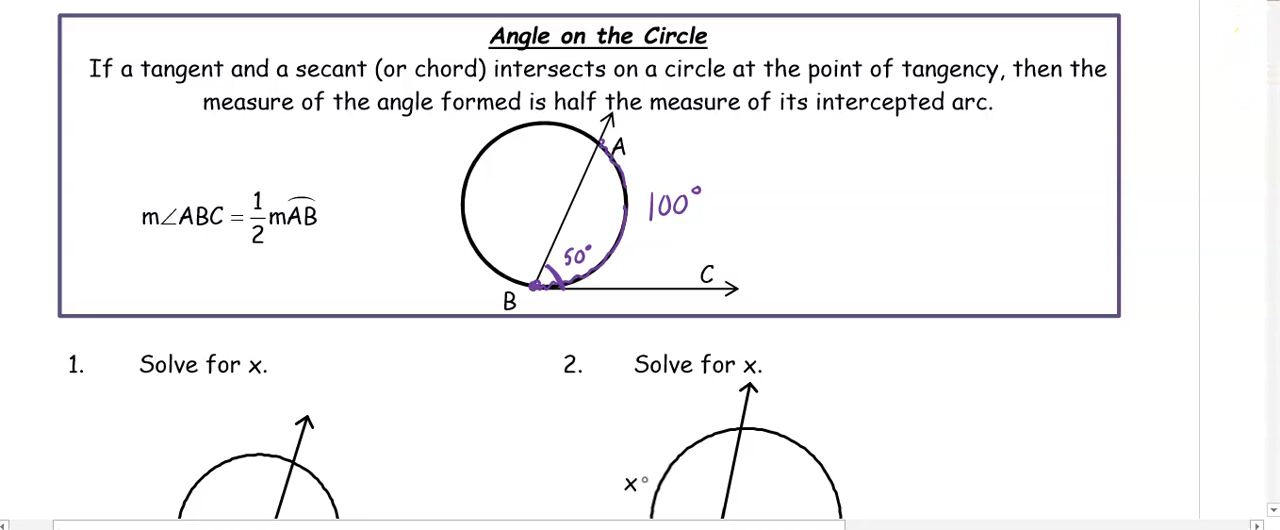 Angle on the Circle
If a tangent and a secant (or chord) intersects on a circle at the point of tangency, then the
measure of the angle formed is half the measure of its intercepted arc.
A
m∠ABC = 1/2 mAB
100°
50°
C
B
1. Solve for x.
2. Solve for x.
x°